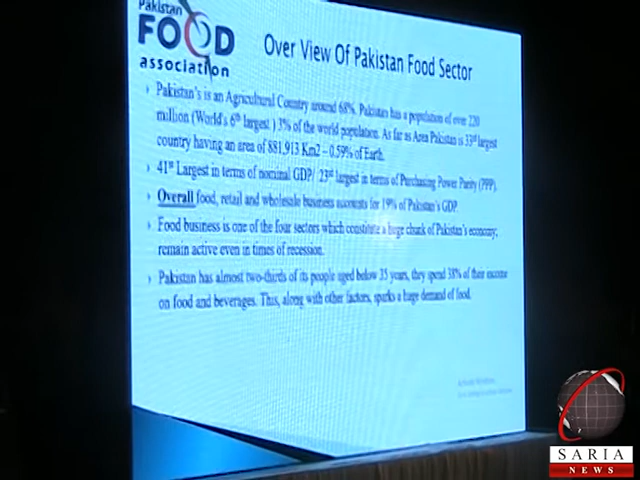 Pakistan
FOOD
association
Over View Of Pakistan Food Sector
Pakistan's is an Agricultural Country around 68%. Pakistan has a population of over 220
million (World's 6th largest ) 3% of the world population. As far as Area Pakistan is 33rd largest
country having an area of 881,913 Km2 – 0.59% of Earth.
41st Largest in terms of nominal GDP/ 23rd largest in terms of Purchasing Power Parity (PPP).
Overall food, retail and wholesale business accounts for 19% of Pakistan's GDP.
Food business is one of the four sectors which constitute a huge chunk of Pakistan's economy;
remain active even in times of recession.
Pakistan has almost two-thirds of its people aged below 35 years, they spend 38% of their income
on food and beverages. This, along with other factors, sparks a huge demand of food.
SARIA
NEWS